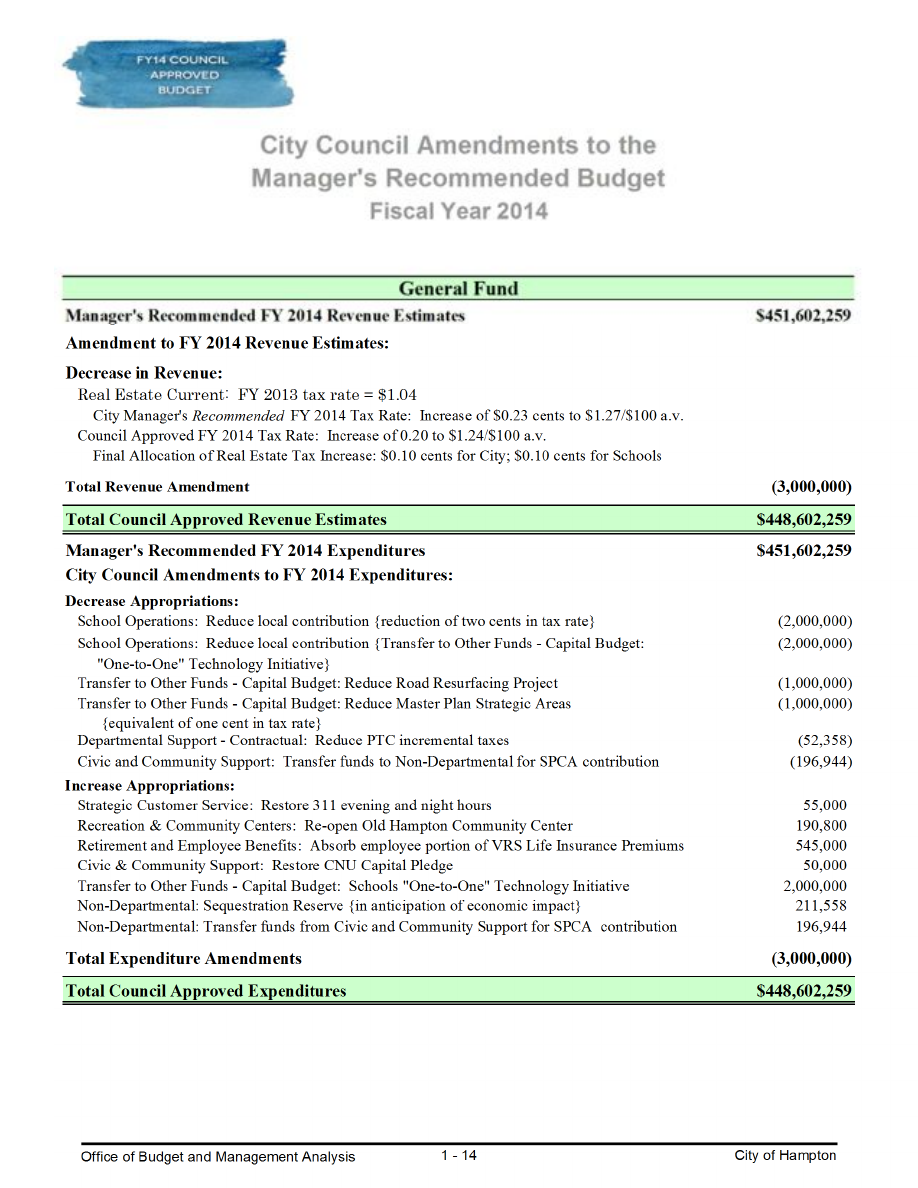 FY14 COUNCIL
APPROVED
BUDGET
City Council Amendments to the
Manager's Recommended Budget
Fiscal Year 2014
General Fund
Manager's Recommended FY 2014 Revenue Estimates $451,602,259
Amendment to FY 2014 Revenue Estimates:
Decrease in Revenue:
Real Estate Current: FY 2013 tax rate = $1.04
City Manager's Recommended FY 2014 Tax Rate: Increase of $0.23 cents to $1.27/$100 a.v.
Council Approved FY 2014 Tax Rate: Increase of 0.20 to $1.24/$100 a.v.
Final Allocation of Real Estate Tax Increase: $0.10 cents for City; $0.10 cents for Schools
Total Revenue Amendment (3,000,000)
Total Council Approved Revenue Estimates $448,602,259
Manager's Recommended FY 2014 Expenditures $451,602,259
City Council Amendments to FY 2014 Expenditures:
Decrease Appropriations:
School Operations: Reduce local contribution {reduction of two cents in tax rate} (2,000,000)
School Operations: Reduce local contribution {Transfer to Other Funds - Capital Budget: (2,000,000)
"One-to-One" Technology Initiative}
Transfer to Other Funds - Capital Budget: Reduce Road Resurfacing Project (1,000,000)
Transfer to Other Funds - Capital Budget: Reduce Master Plan Strategic Areas (1,000,000)
{equivalent of one cent in tax rate}
Departmental Support - Contractual: Reduce PTC incremental taxes (52,358)
Civic and Community Support: Transfer funds to Non-Departmental for SPCA contribution (196,944)
Increase Appropriations:
Strategic Customer Service: Restore 311 evening and night hours 55,000
Recreation & Community Centers: Re-open Old Hampton Community Center 190,800
Retirement and Employee Benefits: Absorb employee portion of VRS Life Insurance Premiums 545,000
Civic & Community Support: Restore CNU Capital Pledge 50,000
Transfer to Other Funds - Capital Budget: Schools "One-to-One" Technology Initiative 2,000,000
Non-Departmental: Sequestration Reserve {in anticipation of economic impact} 211,558
Non-Departmental: Transfer funds from Civic and Community Support for SPCA contribution 196,944
Total Expenditure Amendments (3,000,000)
Total Council Approved Expenditures $448,602,259
Office of Budget and Management Analysis 1 - 14 City of Hampton